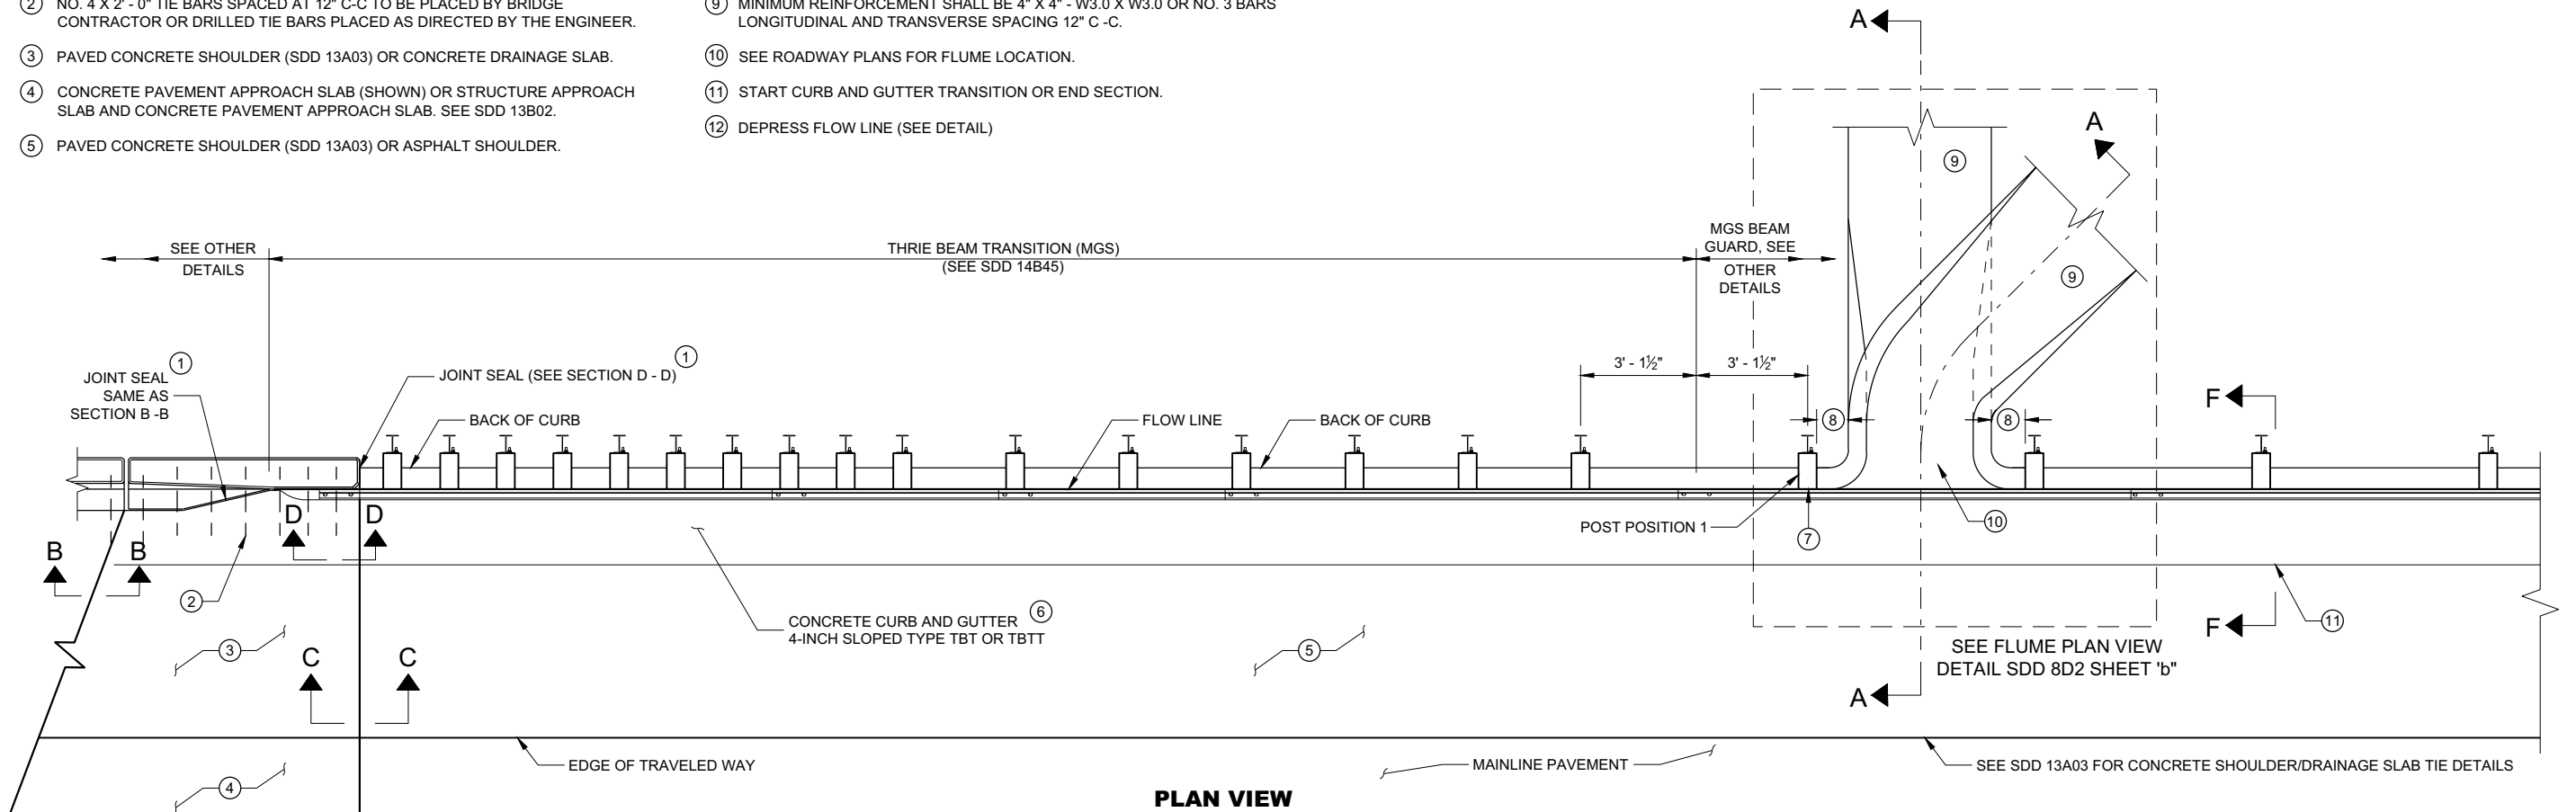 ② NO. 4 X 2' - 0" TIE BARS SPACED AT 12" C-C TO BE PLACED BY BRIDGE
CONTRACTOR OR DRILLED TIE BARS PLACED AS DIRECTED BY THE ENGINEER.
③ PAVED CONCRETE SHOULDER (SDD 13A03) OR CONCRETE DRAINAGE SLAB.
④ CONCRETE PAVEMENT APPROACH SLAB (SHOWN) OR STRUCTURE APPROACH
SLAB AND CONCRETE PAVEMENT APPROACH SLAB. SEE SDD 13B02.
⑤ PAVED CONCRETE SHOULDER (SDD 13A03) OR ASPHALT SHOULDER.
⑨ MINIMUM REINFORCEMENT SHALL BE 4" X 4" - W3.0 X W3.0 OR NO. 3 BARS
LONGITUDINAL AND TRANSVERSE SPACING 12" C -C.
⑩ SEE ROADWAY PLANS FOR FLUME LOCATION.
⑪ START CURB AND GUTTER TRANSITION OR END SECTION.
⑫ DEPRESS FLOW LINE (SEE DETAIL)
A
A
⑨
⑨
SEE OTHER
DETAILS
THRIE BEAM TRANSITION (MGS)
(SEE SDD 14B45)
MGS BEAM
GUARD, SEE
OTHER
DETAILS
JOINT SEAL ①
SAME AS
SECTION B -B
JOINT SEAL (SEE SECTION D - D) ①
3' - 1½"
3' - 1½"
BACK OF CURB
FLOW LINE
BACK OF CURB
⑧
⑧
F
D
D
POST POSITION 1
⑦
⑩
B
B
②
CONCRETE CURB AND GUTTER ⑥
4-INCH SLOPED TYPE TBT OR TBTT
③
⑤
F
⑪
C
C
SEE FLUME PLAN VIEW
DETAIL SDD 8D2 SHEET 'b"
A
EDGE OF TRAVELED WAY
MAINLINE PAVEMENT
SEE SDD 13A03 FOR CONCRETE SHOULDER/DRAINAGE SLAB TIE DETAILS
④
PLAN VIEW